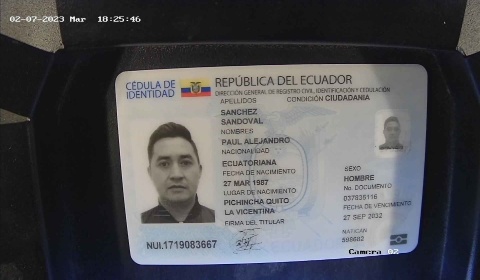 02-07-2023 Mar 18:25:46
CÉDULA DE
IDENTIDAD
REPÚBLICA DEL ECUADOR
DIRECCIÓN GENERAL DE REGISTRO CIVIL, IDENTIFICACIÓN Y CEDULACIÓN
APELLIDOS
CONDICIÓN CIUDADANÍA
SANCHEZ
SANDOVAL
NOMBRES
PAUL ALEJANDRO
NACIONALIDAD
ECUATORIANA
FECHA DE NACIMIENTO
27 MAR 1987
LUGAR DE NACIMIENTO
PICHINCHA QUITO
LA VICENTINA
FIRMA DEL TITULAR
SEXO
HOMBRE
No. DOCUMENTO
037825116
FECHA DE VENCIMIENTO
27 SEP 2032
NAT/CAN
NUI.1719083667
Camera 02